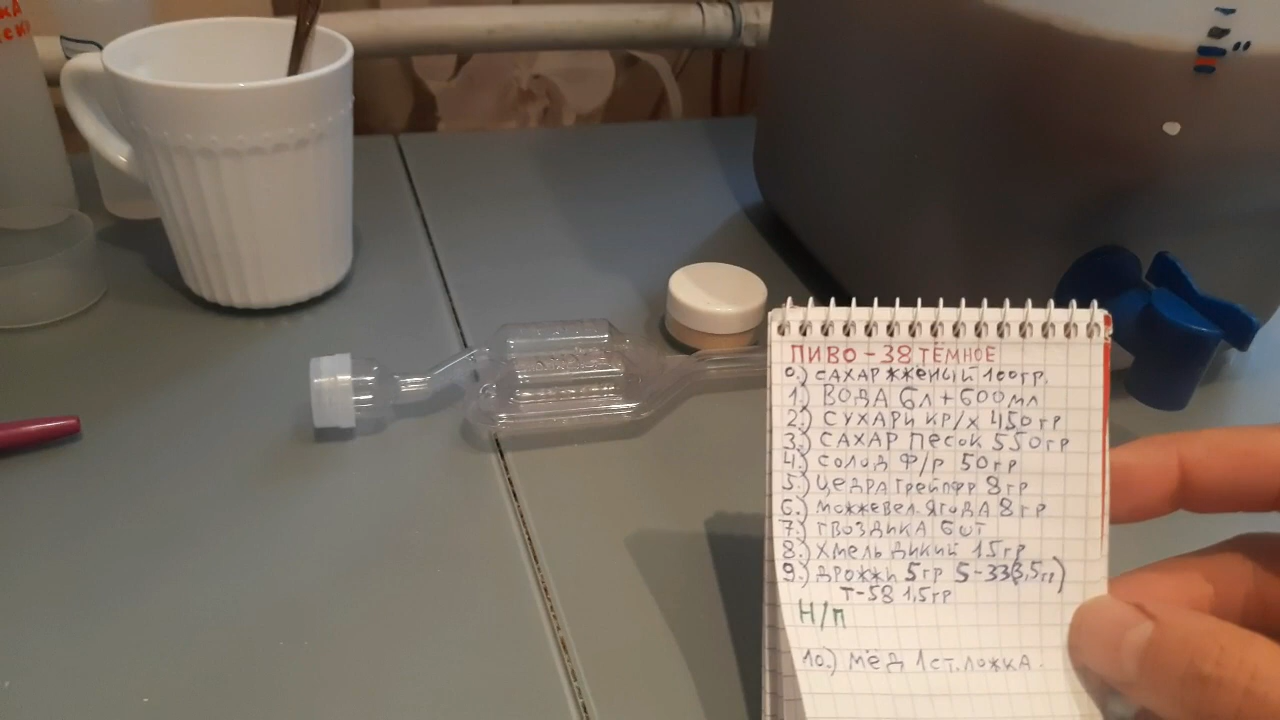 ПИВО-38 ТЁМНОЕ
0.) САХАР ЖЖЕНЫЙ 100гр.
1.) ВОДА 6л+600мл
2.) СУХАРИ КР/Х 450гр
3.) САХАР ПЕСОК 550гр
4.) СОЛОД Ф/Р 50гр
5.) ЦЕДРА ГРЕЙПФР 8гр
6.) МОЖЖЕВЕЛ. ЯГОДА 8гр
7.) ГВОЗДИКА 6шт
8.) ХМЕЛЬ ДИКИЙ 15гр
9.) ДРОЖЖИ 5гр S-33(3,5гр)
Т-58 1,5гр
Н/П
10.) МЁД 1ст.ЛОЖКА.